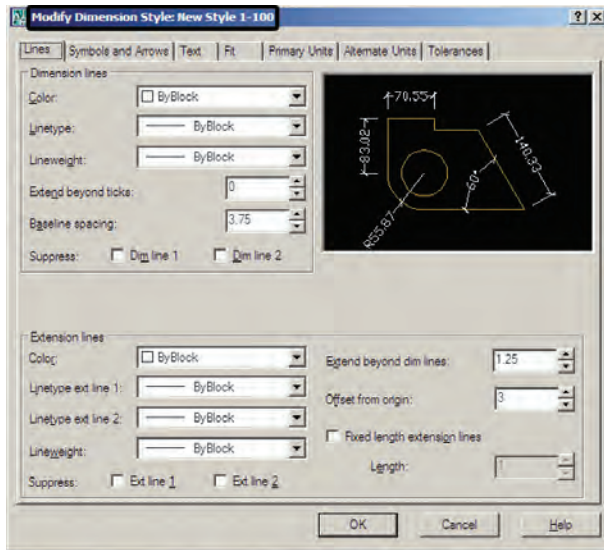 Modify Dimension Style: New Style 1-100
Lines Symbols and Arrows Text Fit Primary Units Alternate Units Tolerances
Dimension lines
Color: ByBlock
Linetype: ByBlock
Lineweight: ByBlock
Extend beyond ticks: 0
Baseline spacing: 3.75
Suppress: Dim line 1 Dim line 2
70.55
83.02
140.33
60°
R55.87
Extension lines
Color: ByBlock
Linetype ext line 1: ByBlock
Linetype ext line 2: ByBlock
Lineweight: ByBlock
Suppress: Ext line 1 Ext line 2
Extend beyond dim lines: 1.25
Offset from origin: 3
Fixed length extension lines
Length: 1
OK Cancel Help